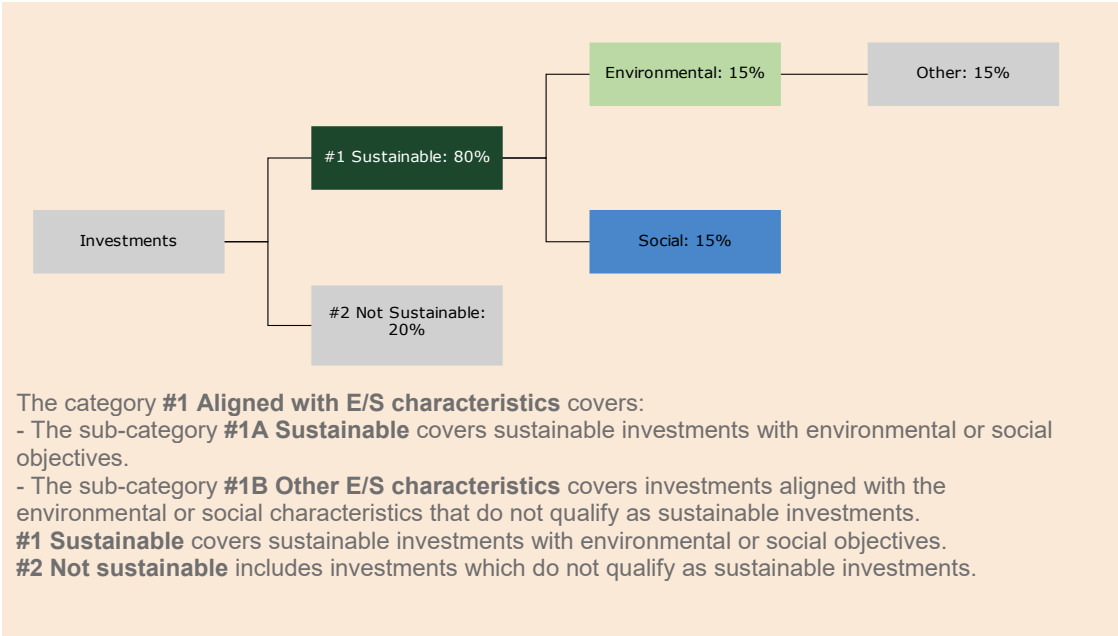 Environmental: 15%
Other: 15%
#1 Sustainable: 80%
Investments
Social: 15%
#2 Not Sustainable:
20%
The category #1 Aligned with E/S characteristics covers:
- The sub-category #1A Sustainable covers sustainable investments with environmental or social
objectives.
- The sub-category #1B Other E/S characteristics covers investments aligned with the
environmental or social characteristics that do not qualify as sustainable investments.
#1 Sustainable covers sustainable investments with environmental or social objectives.
#2 Not sustainable includes investments which do not qualify as sustainable investments.